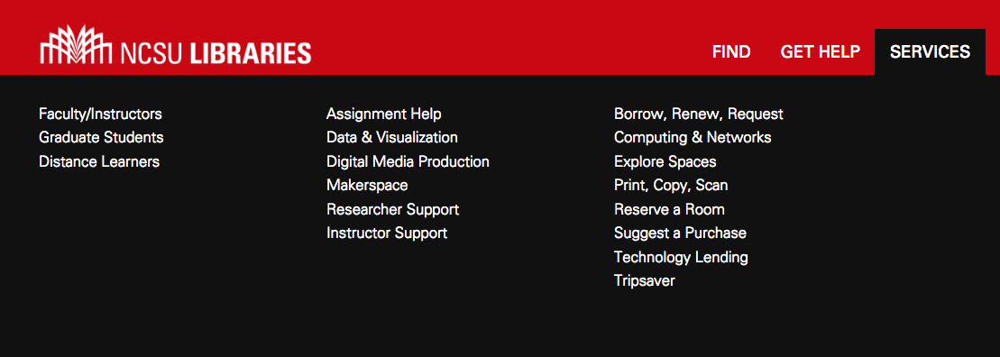 NCSU LIBRARIES
FIND
GET HELP
SERVICES
Faculty/Instructors
Graduate Students
Distance Learners
Assignment Help
Data & Visualization
Digital Media Production
Makerspace
Researcher Support
Instructor Support
Borrow, Renew, Request
Computing & Networks
Explore Spaces
Print, Copy, Scan
Reserve a Room
Suggest a Purchase
Technology Lending
Tripsaver